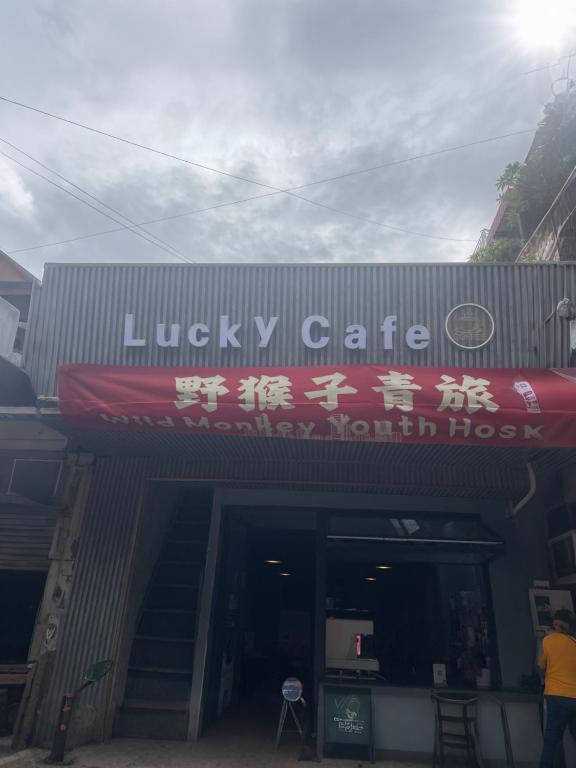 Lucky Cafe
野猴子青旅
Wild Monkey Youth Hosk